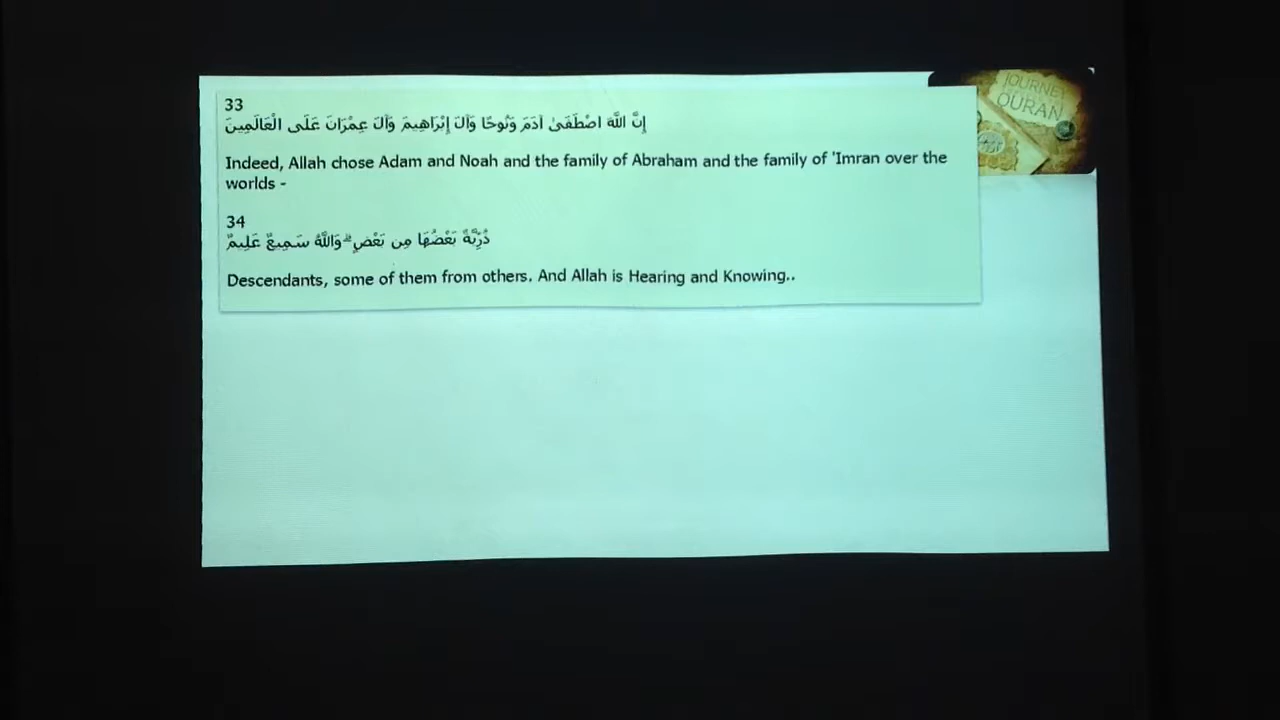 JOURNEY
QURAN
33
إِنَّ اللَّهَ اصْطَفَىٰ آدَمَ وَنُوحًا وَآلَ إِبْرَاهِيمَ وَآلَ عِمْرَانَ عَلَى الْعَالَمِينَ
Indeed, Allah chose Adam and Noah and the family of Abraham and the family of 'Imran over the
worlds -
34
ذُرِّيَّةً بَعْضُهَا مِن بَعْضٍ ۗ وَاللَّهُ سَمِيعٌ عَلِيمٌ
Descendants, some of them from others. And Allah is Hearing and Knowing..